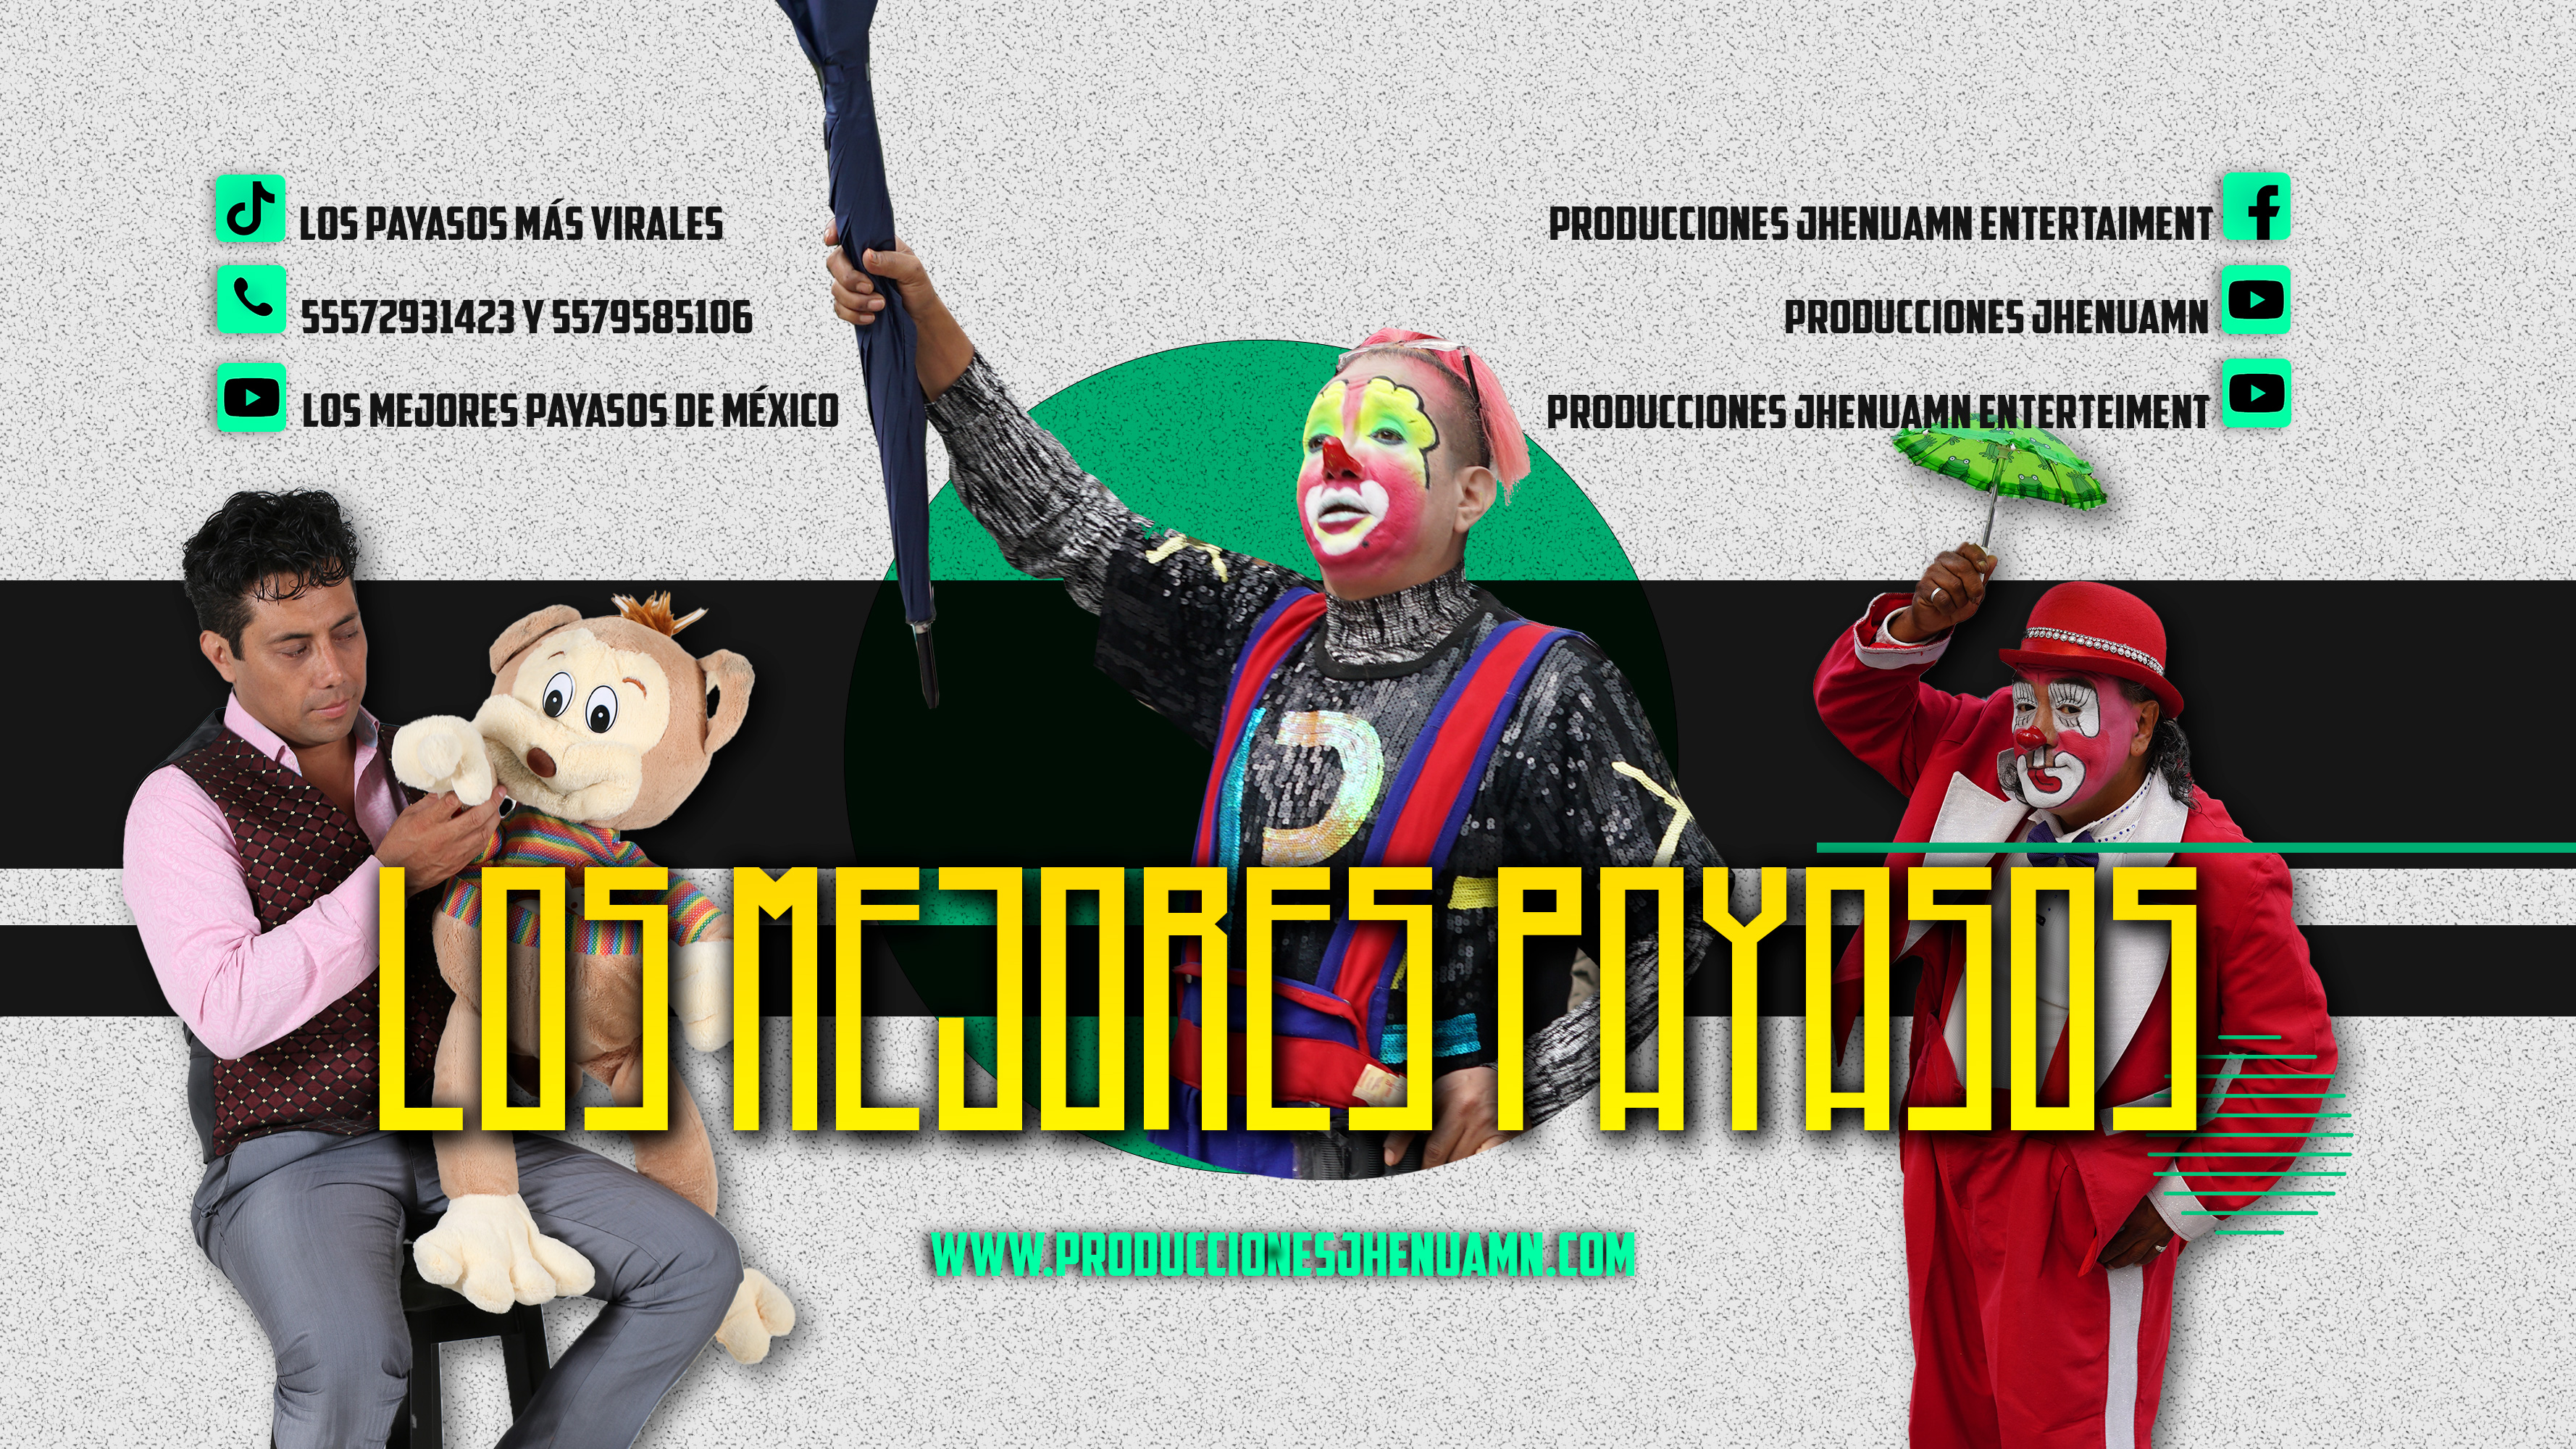 LOS PAYASOS MÁS VIRALES
55572931423 Y 5579585106
LOS MEJORES PAYASOS DE MÉXICO
PRODUCCIONES JHENUAMN ENTERTAIMENT
PRODUCCIONES JHENUAMN
PRODUCCIONES JHENUAMN ENTERTEIMENT
LOS MEJORES PAYASOS
WWW.PRODUCCIONESJHENUAMN.COM